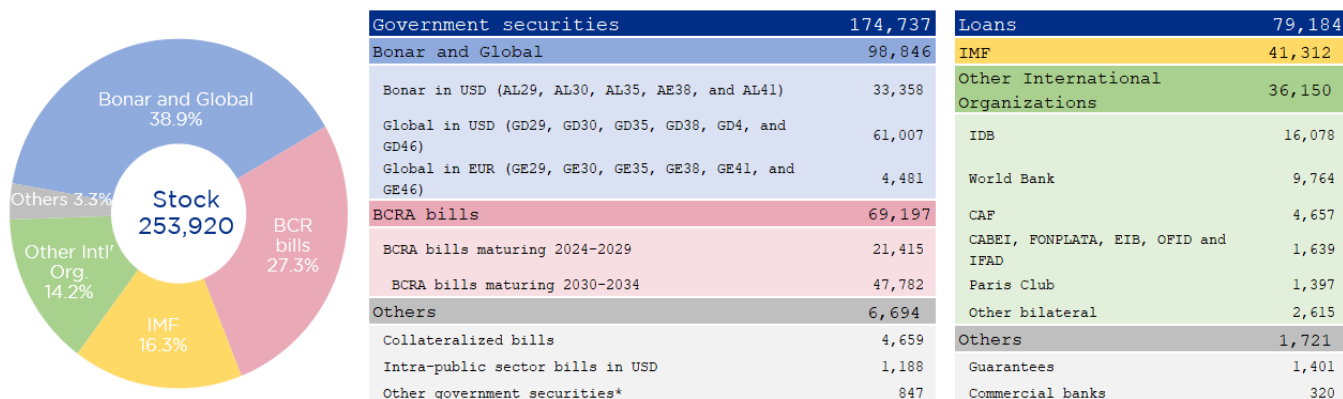 Bonar and Global
38.9%
Others 3.3%
Stock
253,920
BCR
bills
27.3%
Other Intl'
Org.
14.2%
IMF
16.3%
Government securities 174,737
Bonar and Global 98,846
Bonar in USD (AL29, AL30, AL35, AE38, and AL41) 33,358
Global in USD (GD29, GD30, GD35, GD38, GD4, and
GD46) 61,007
Global in EUR (GE29, GE30, GE35, GE38, GE41, and
GE46) 4,481
BCRA bills 69,197
BCRA bills maturing 2024-2029 21,415
BCRA bills maturing 2030-2034 47,782
Others 6,694
Collateralized bills 4,659
Intra-public sector bills in USD 1,188
Other government securities* 847
Loans 79,184
IMF 41,312
Other International
Organizations 36,150
IDB 16,078
World Bank 9,764
CAF 4,657
CABEI, FONPLATA, EIB, OFID and
IFAD 1,639
Paris Club 1,397
Other bilateral 2,615
Others 1,721
Guarantees 1,401
Commercial banks 320